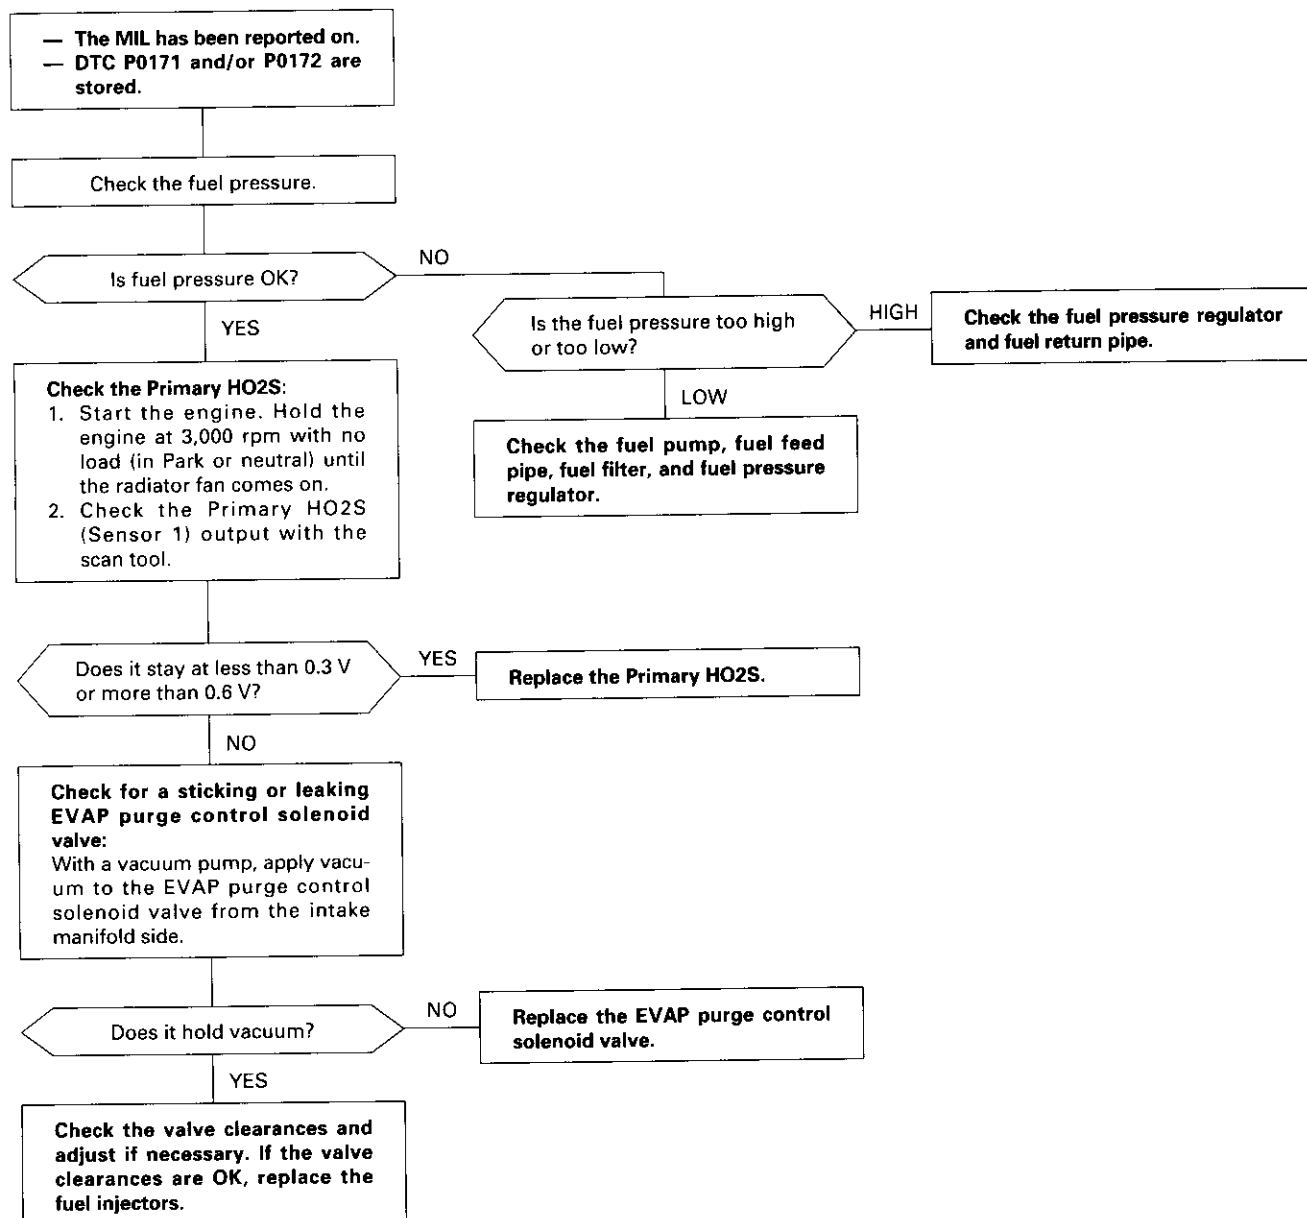 — The MIL has been reported on.
— DTC P0171 and/or P0172 are
stored.
Check the fuel pressure.
Is fuel pressure OK?
NO
YES
Is the fuel pressure too high
or too low?
HIGH
Check the fuel pressure regulator
and fuel return pipe.
LOW
Check the fuel pump, fuel feed
pipe, fuel filter, and fuel pressure
regulator.
Check the Primary HO2S:
1. Start the engine. Hold the
engine at 3,000 rpm with no
load (in Park or neutral) until
the radiator fan comes on.
2. Check the Primary HO2S
(Sensor 1) output with the
scan tool.
Does it stay at less than 0.3 V
or more than 0.6 V?
YES
Replace the Primary HO2S.
NO
Check for a sticking or leaking
EVAP purge control solenoid
valve:
With a vacuum pump, apply vacu-
um to the EVAP purge control
solenoid valve from the intake
manifold side.
Does it hold vacuum?
NO
Replace the EVAP purge control
solenoid valve.
YES
Check the valve clearances and
adjust if necessary. If the valve
clearances are OK, replace the
fuel injectors.